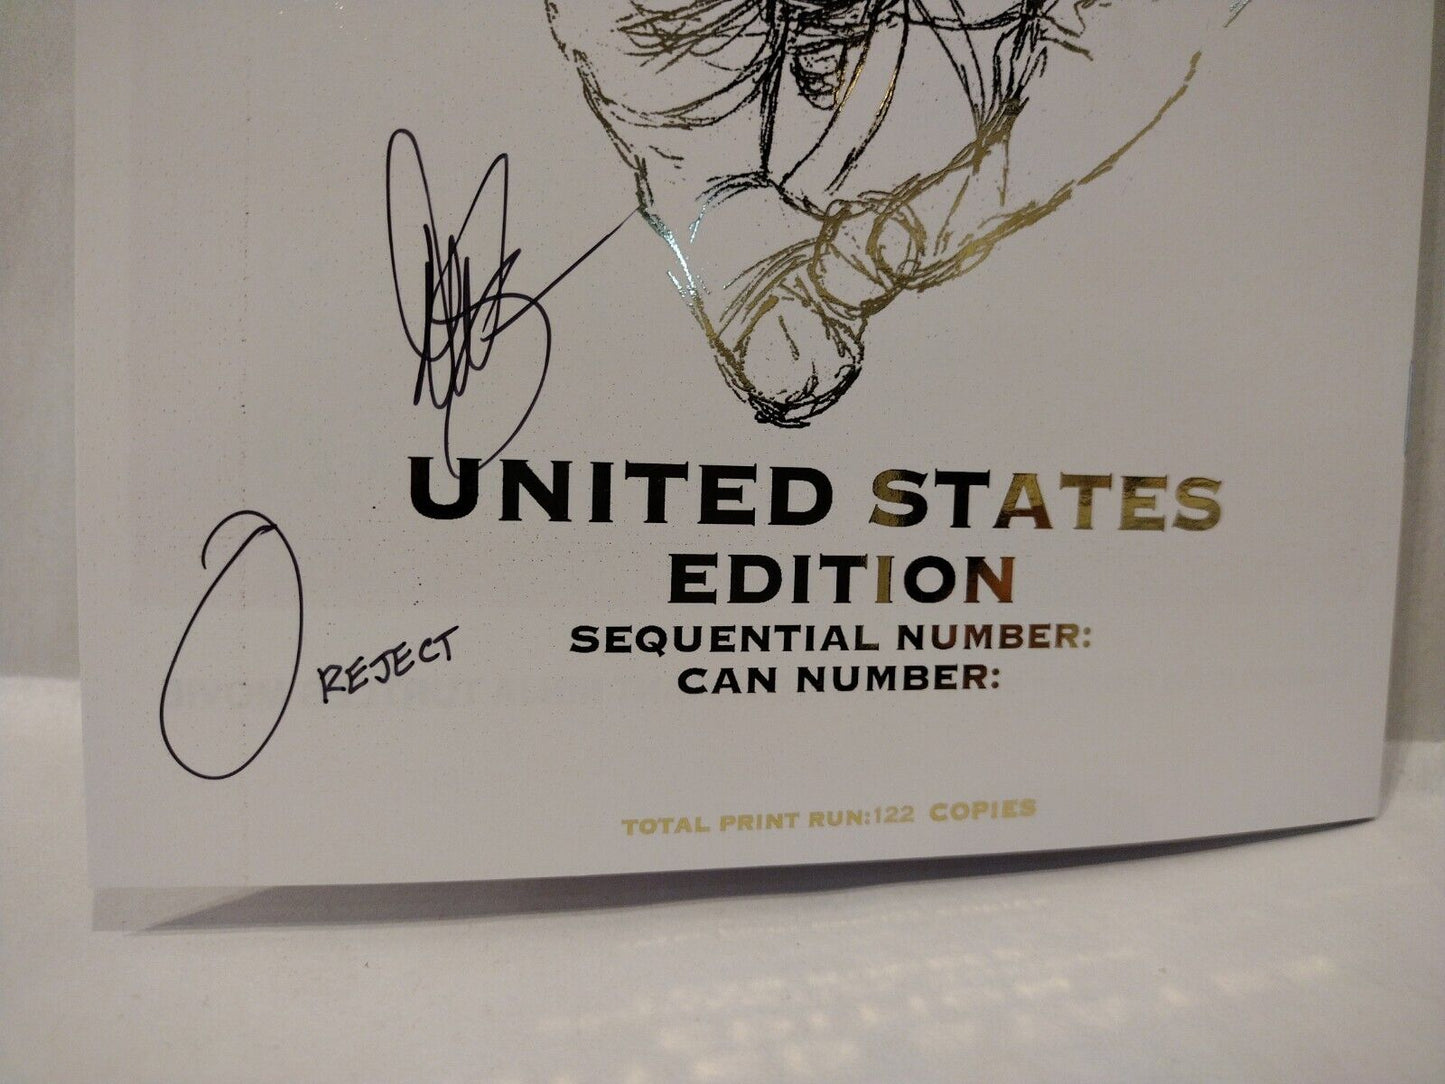 UNITED STATES
EDITION
SEQUENTIAL NUMBER:
CAN NUMBER:
REJECT
TOTAL PRINT RUN:122 COPIES